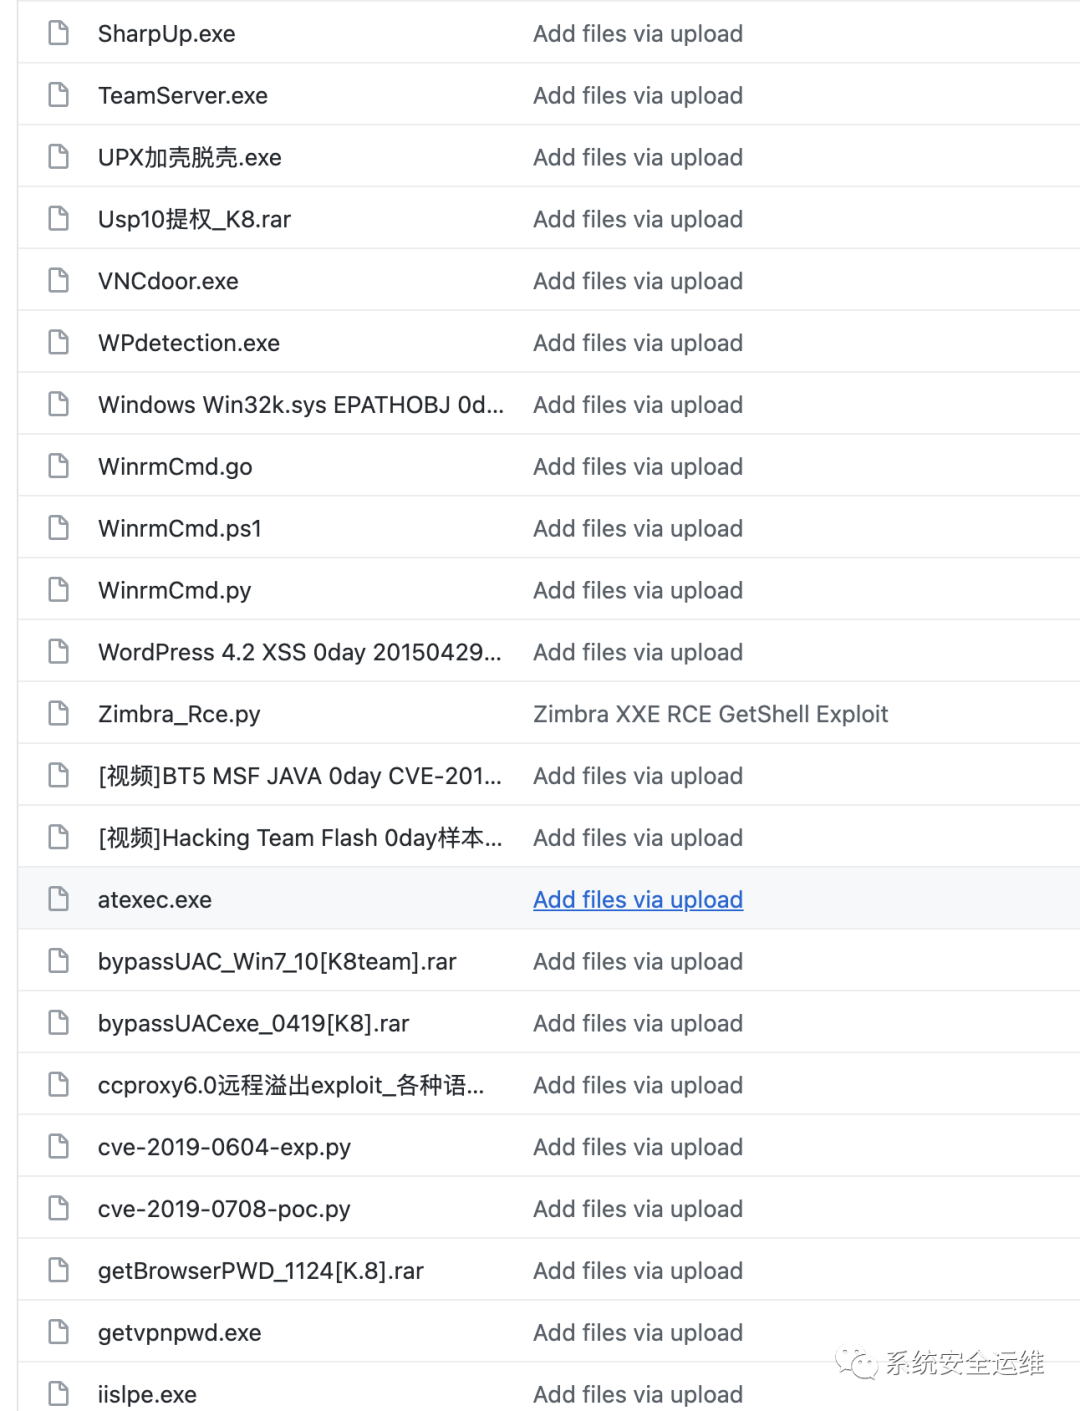 SharpUp.exe Add files via upload
TeamServer.exe Add files via upload
UPX加壳脱壳.exe Add files via upload
Usp10提权_K8.rar Add files via upload
VNCdoor.exe Add files via upload
WPdetection.exe Add files via upload
Windows Win32k.sys EPATHOBJ 0d... Add files via upload
WinrmCmd.go Add files via upload
WinrmCmd.ps1 Add files via upload
WinrmCmd.py Add files via upload
WordPress 4.2 XSS 0day 20150429... Add files via upload
Zimbra_Rce.py Zimbra XXE RCE GetShell Exploit
[视频]BT5 MSF JAVA 0day CVE-201... Add files via upload
[视频]Hacking Team Flash 0day样本... Add files via upload
atexec.exe Add files via upload
bypassUAC_Win7_10[K8team].rar Add files via upload
bypassUACexe_0419[K8].rar Add files via upload
ccproxy6.0远程溢出exploit_各种语... Add files via upload
cve-2019-0604-exp.py Add files via upload
cve-2019-0708-poc.py Add files via upload
getBrowserPWD_1124[K.8].rar Add files via upload
getvpnpwd.exe Add files via upload
系统安全运维
iislpe.exe Add files via upload